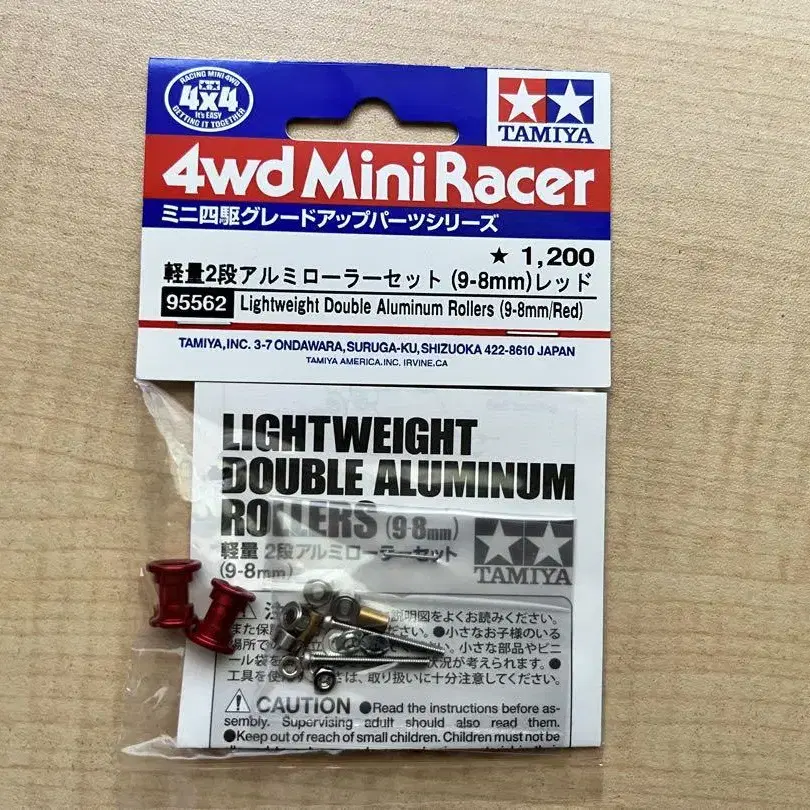 RACING MINI 4WD
4x4
It's EASY
GETTING IT TOGETHER
TAMIYA
4wd Mini Racer
ミニ四駆グレードアップパーツシリーズ
★ 1,200
軽量2段アルミローラーセット (9-8mm)レッド
95562 Lightweight Double Aluminum Rollers (9-8mm/Red)
TAMIYA, INC. 3-7 ONDAWARA, SURUGA-KU, SHIZUOKA 422-8610 JAPAN
TAMIYA AMERICA. INC. IRVINE. CA
LIGHTWEIGHT
DOUBLE ALUMINUM
ROLLERS (9-8mm)
軽量 2段アルミローラーセット
(9-8mm)
TAMIYA
注
説明図をよくお読みください。
また保
●小さなお子様のいる
場所での
小さな部品やビニ
ール袋を
状況が考えられます。●
工具を使
は、取り扱いに十分注意してください。
CAUTION ●Read the instructions before as-
sembly. Supervising adult should also read them.
●Keep out of reach of small children. Children must not be